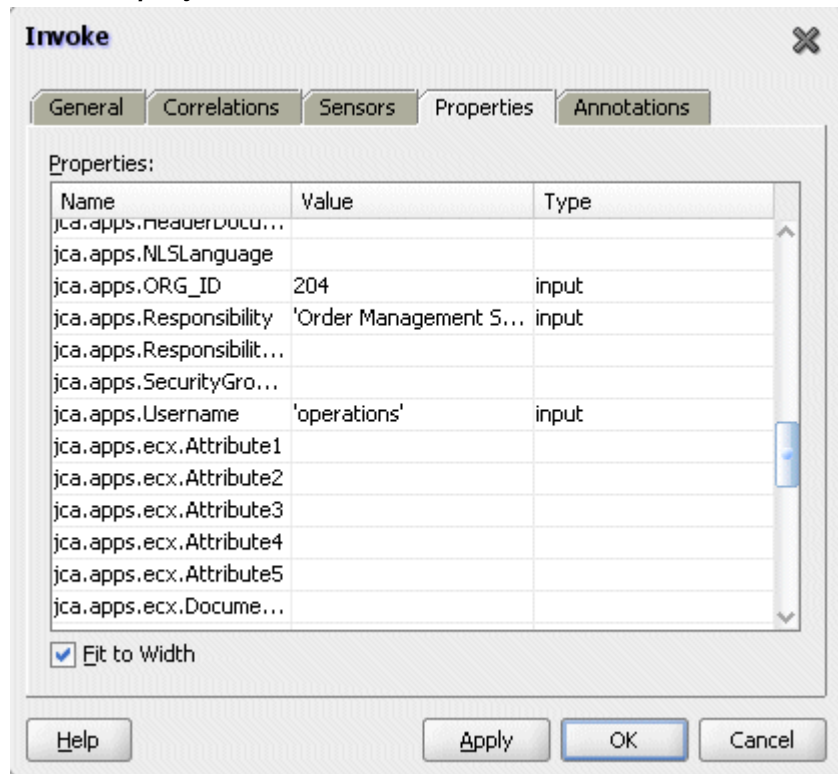 Invoke
General Correlations Sensors Properties Annotations
Properties:
Name Value Type
jca.apps.HeaderDocu...
jca.apps.NLSLanguage
jca.apps.ORG_ID 204 input
jca.apps.Responsibility 'Order Management S... input
jca.apps.Responsibilit...
jca.apps.SecurityGro...
jca.apps.Username 'operations' input
jca.apps.ecx.Attribute1
jca.apps.ecx.Attribute2
jca.apps.ecx.Attribute3
jca.apps.ecx.Attribute4
jca.apps.ecx.Attribute5
jca.apps.ecx.Docume...
Fit to Width
Help Apply OK Cancel